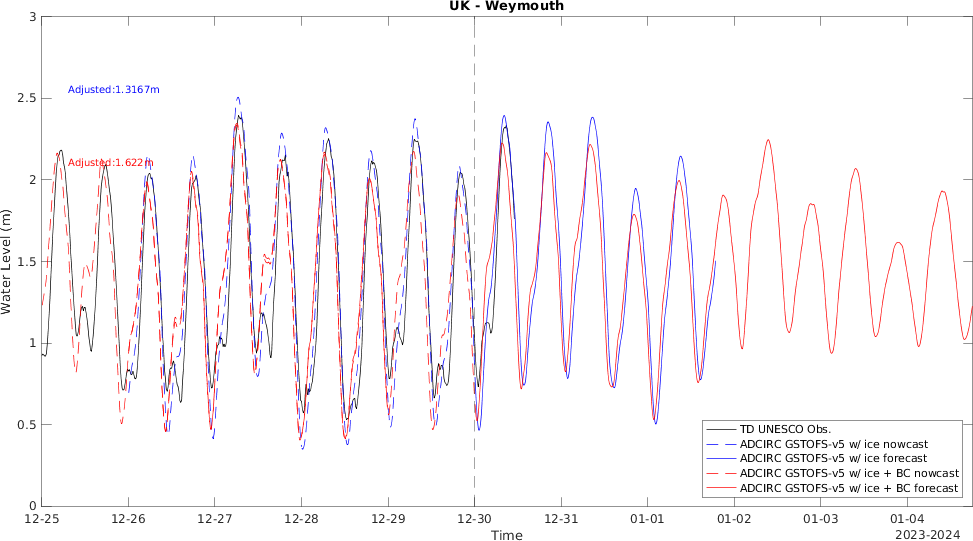 UK - Weymouth
3
2.5
2
1.5
1
0.5
0
Water Level (m)
Adjusted:1.3167m
Adjusted:1.622m
TD UNESCO Obs.
ADCIRC GSTOFS-v5 w/ ice nowcast
ADCIRC GSTOFS-v5 w/ ice forecast
ADCIRC GSTOFS-v5 w/ ice + BC nowcast
ADCIRC GSTOFS-v5 w/ ice + BC forecast
12-25 12-26 12-27 12-28 12-29 12-30 12-31 01-01 01-02 01-03 01-04
Time
2023-2024